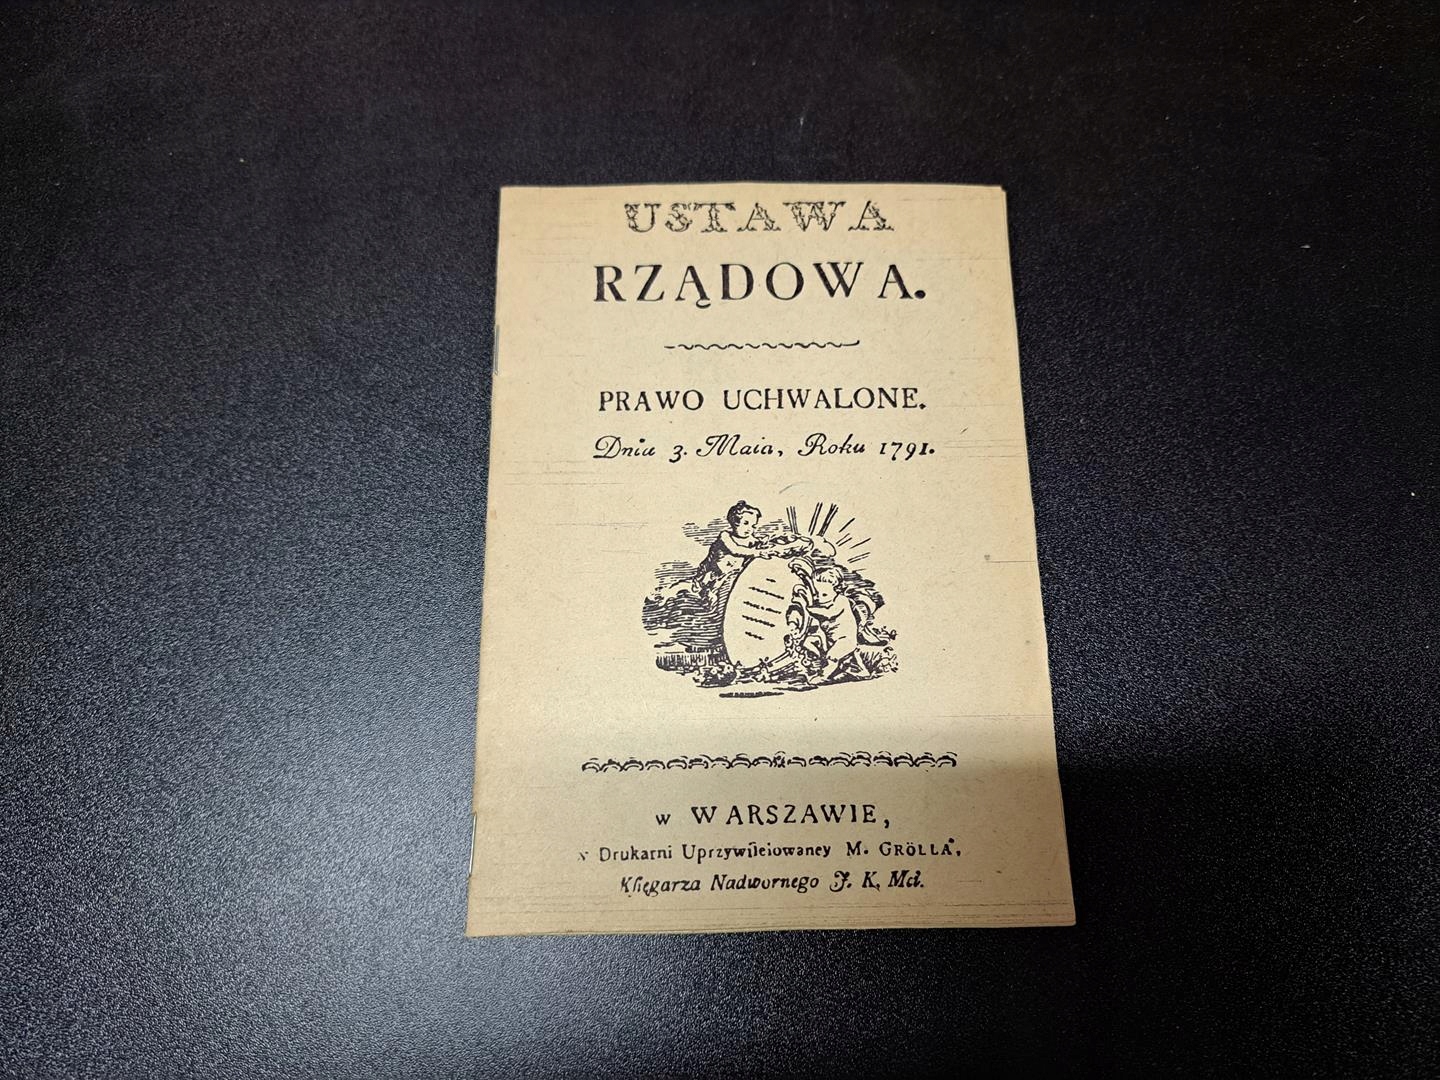 USTAWA
RZĄDOWA.
PRAWO UCHWALONE.
Dnia 3. Maia, Roku 1791.
w WARSZAWIE,
w Drukarni Uprzywileiowaney M. GRÖLLA,
Kſięgarza Nadwornego J. K. Mci.